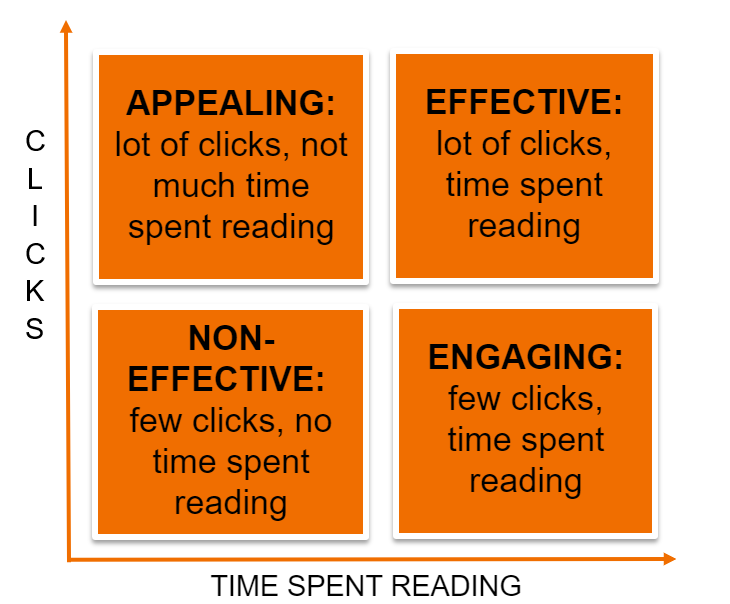 C
L
I
C
K
S
APPEALING:
lot of clicks, not
much time
spent reading
EFFECTIVE:
lot of clicks,
time spent
reading
NON-
EFFECTIVE:
few clicks, no
time spent
reading
ENGAGING:
few clicks,
time spent
reading
TIME SPENT READING